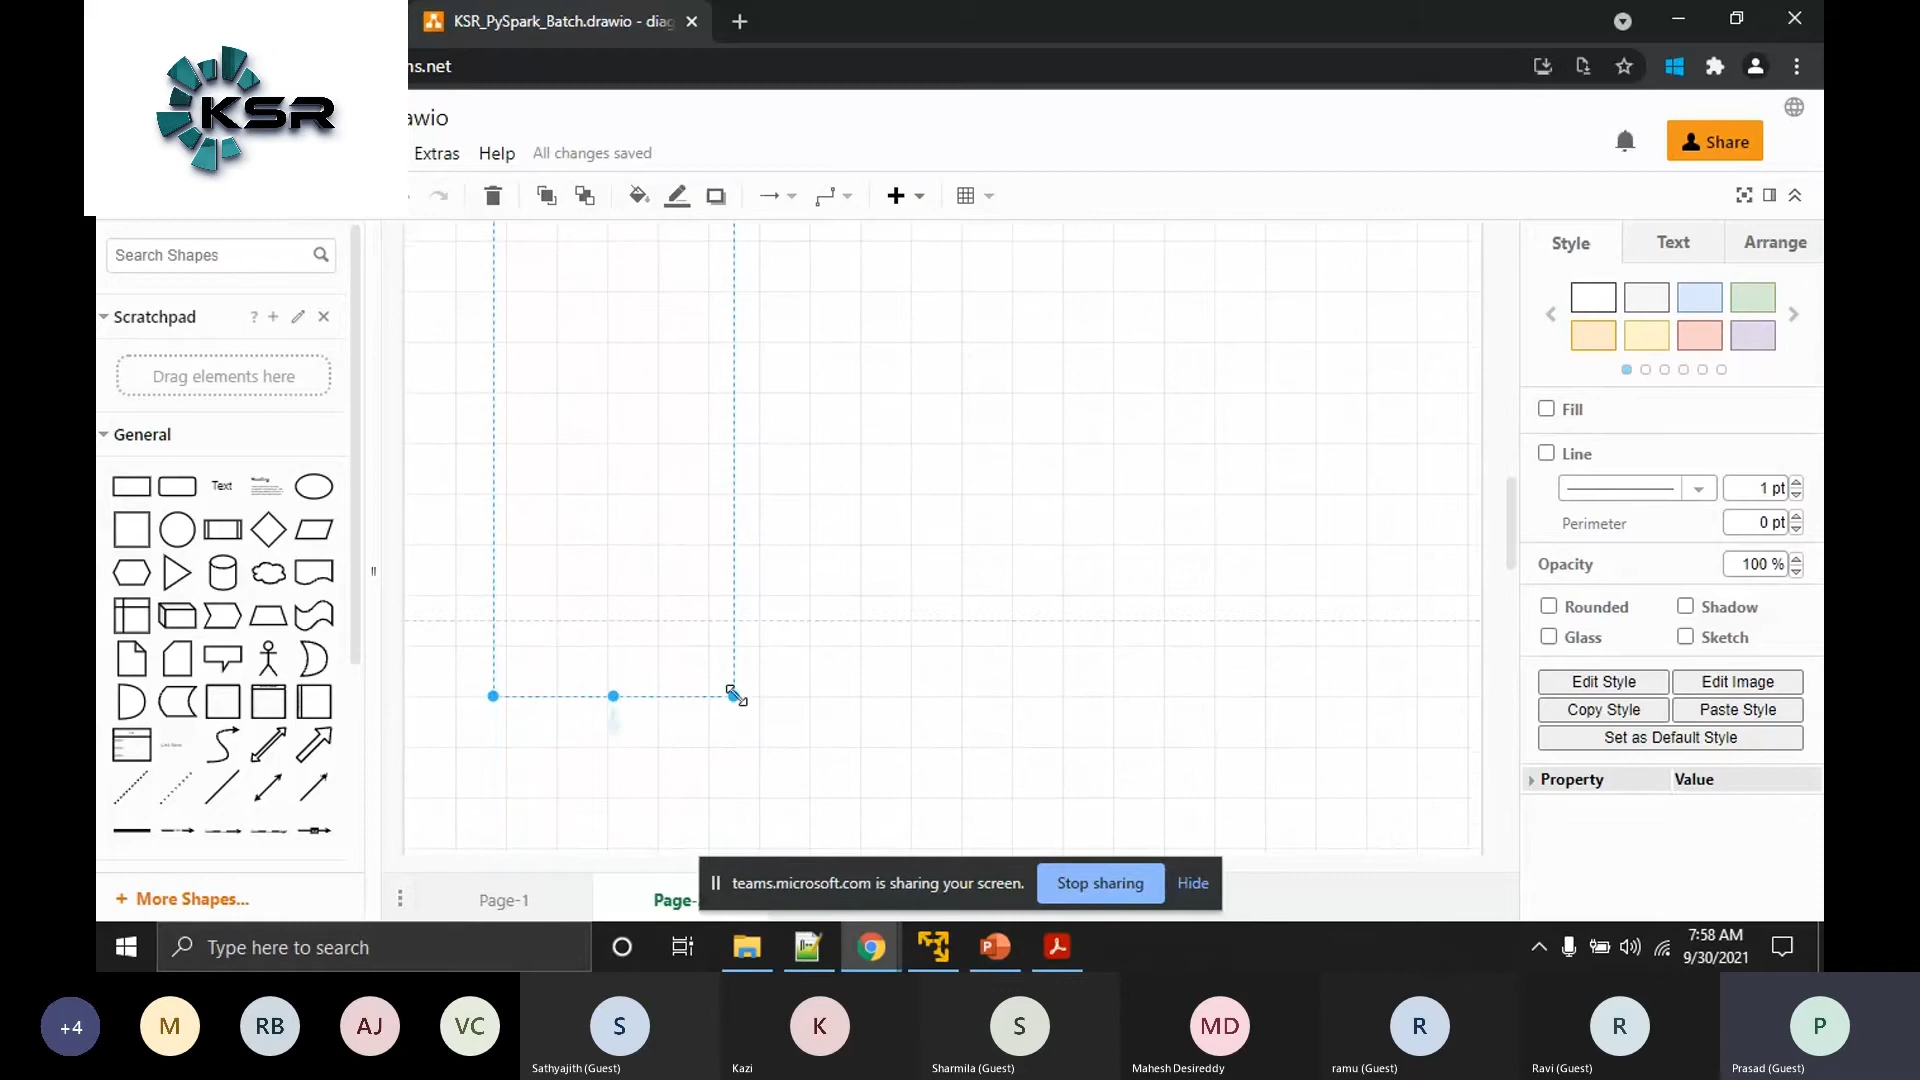 KSR
KSR_PySpark_Batch.drawio - diag
ns.net
awio
Extras Help All changes saved
Share
Search Shapes
Scratchpad ?
Drag elements here
General
Text
Heading
More Shapes...
Page-1
Page-
teams.microsoft.com is sharing your screen. Stop sharing Hide
Style Text Arrange
Fill
Line
1 pt
Perimeter 0 pt
Opacity 100 %
Rounded Shadow
Glass Sketch
Edit Style Edit Image
Copy Style Paste Style
Set as Default Style
Property Value
Type here to search
7:58 AM
9/30/2021
+4 M RB AJ VC S K S MD R R P
Sathyajith (Guest) Kazi Sharmila (Guest) Mahesh Desireddy ramu (Guest) Ravi (Guest) Prasad (Guest)